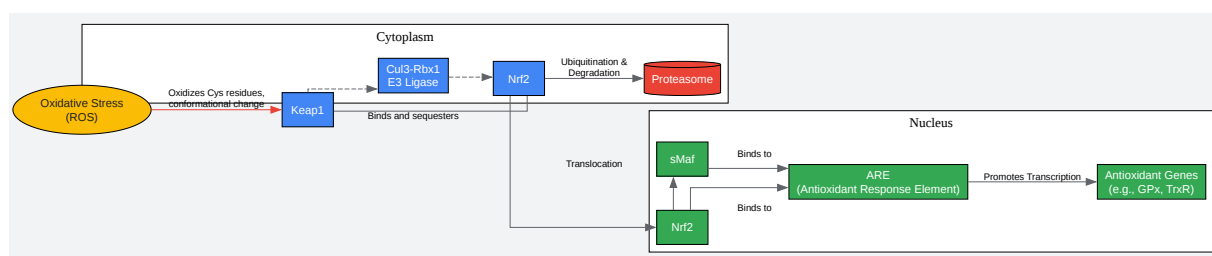 Cytoplasm
Oxidative Stress
(ROS)
Oxidizes Cys residues,
conformational change
Keap1
Cul3-Rbx1
E3 Ligase
Nrf2
Ubiquitination &
Degradation
Proteasome
Binds and sequesters
Translocation
Nucleus
sMaf
Nrf2
Binds to
Binds to
ARE
(Antioxidant Response Element)
Promotes Transcription
Antioxidant Genes
(e.g., GPx, TrxR)